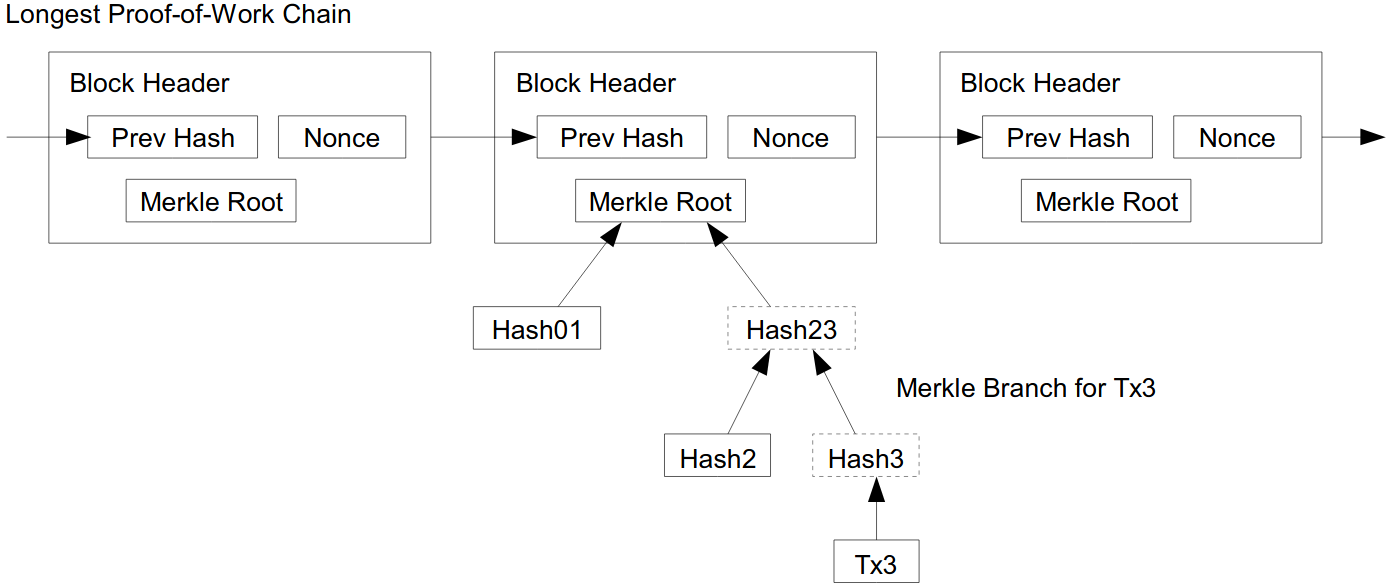 Longest Proof-of-Work Chain
Block Header
Prev Hash
Nonce
Merkle Root
Block Header
Prev Hash
Nonce
Merkle Root
Block Header
Prev Hash
Nonce
Merkle Root
Hash01
Hash23
Merkle Branch for Tx3
Hash2
Hash3
Tx3